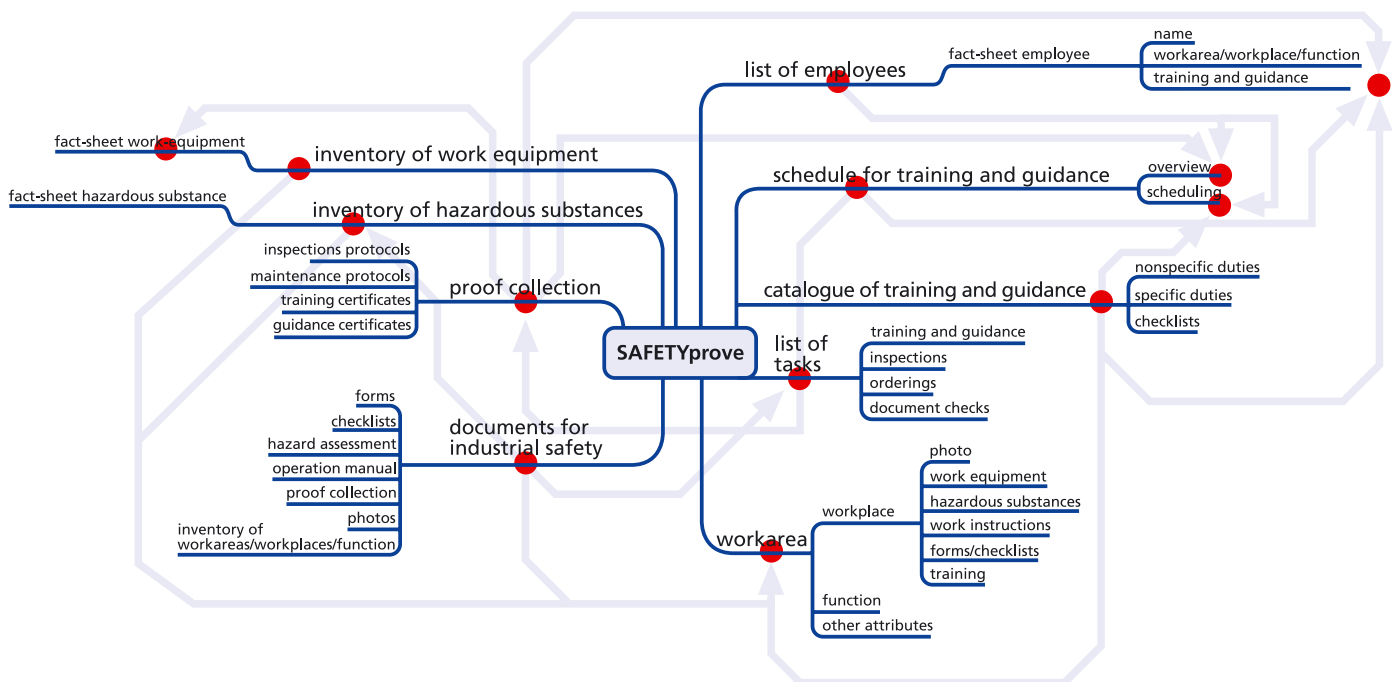 list of employees
fact-sheet employee
name
workarea/workplace/function
training and guidance
fact-sheet work-equipment
inventory of work equipment
schedule for training and guidance
overview
scheduling
fact-sheet hazardous substance
inventory of hazardous substances
inspections protocols
maintenance protocols
training certificates
guidance certificates
proof collection
catalogue of training and guidance
nonspecific duties
specific duties
checklists
SAFETYprove
list of
tasks
training and guidance
inspections
orderings
document checks
forms
checklists
hazard assessment
operation manual
proof collection
photos
inventory of
workareas/workplaces/function
documents for
industrial safety
workarea
workplace
photo
work equipment
hazardous substances
work instructions
forms/checklists
training
function
other attributes